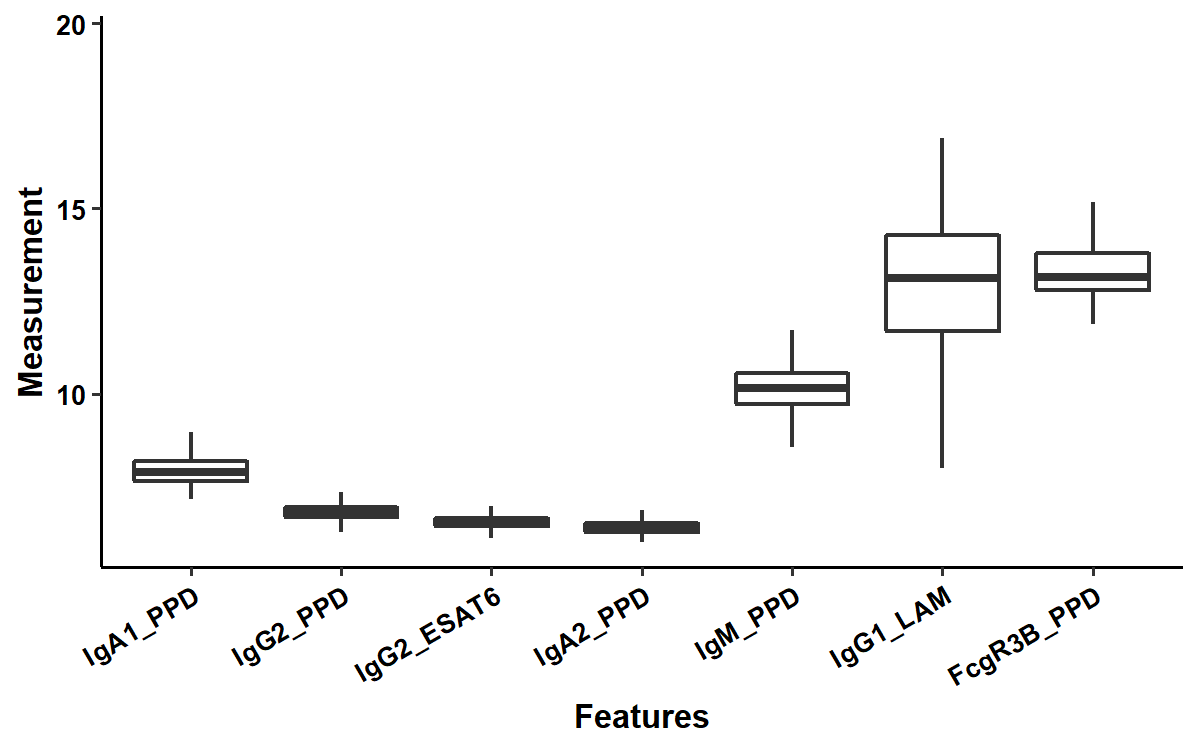 20
15
10
Measurement
IgA1_PPD
IgG2_PPD
IgG2_ESAT6
IgA2_PPD
IgM_PPD
IgG1_LAM
FcgR3B_PPD
Features